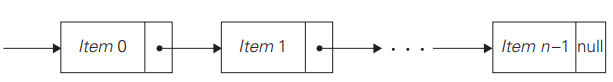 Item 0 Item 1 . . . Item n–1 null